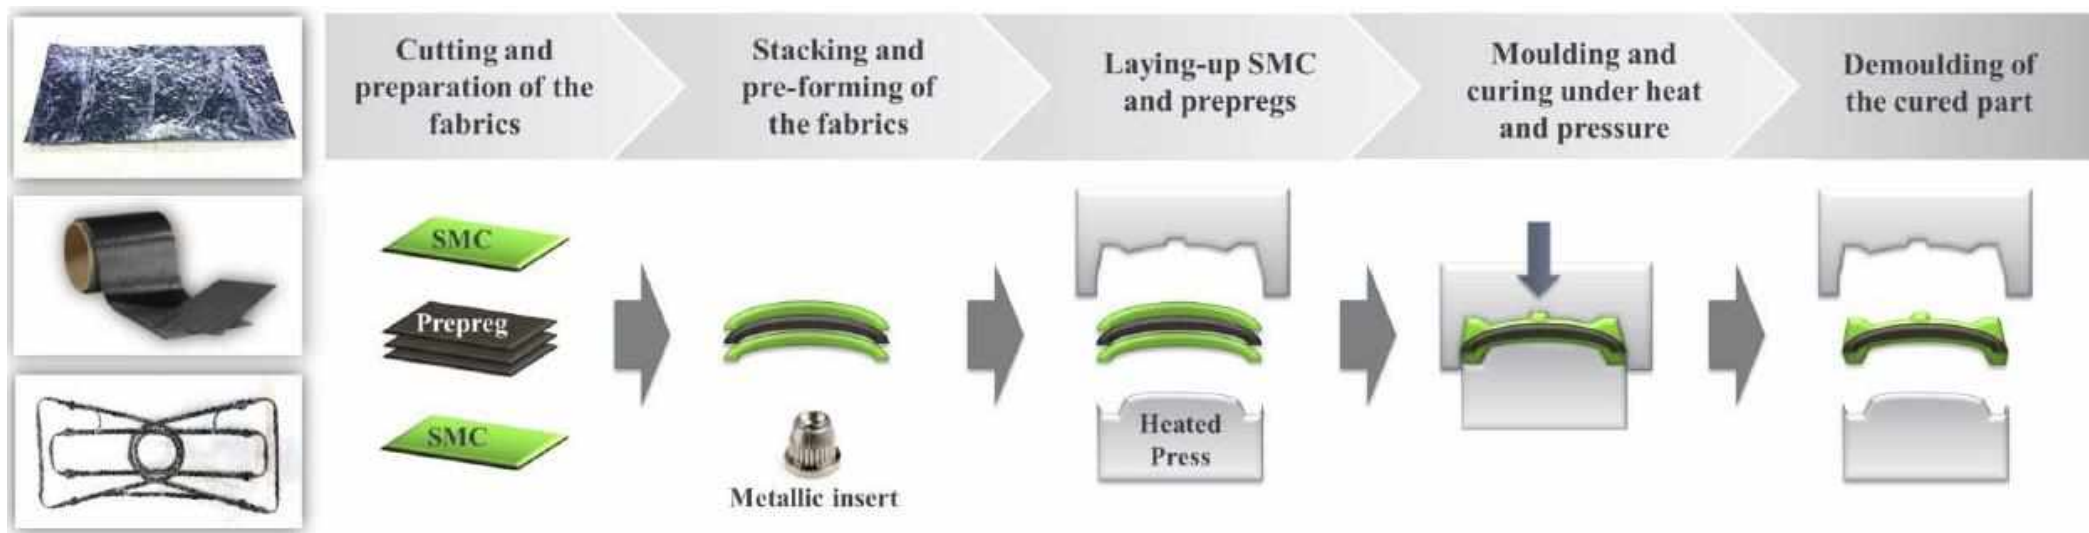 Cutting and
preparation of the
fabrics
Stacking and
pre-forming of
the fabrics
Laying-up SMC
and prepregs
Moulding and
curing under heat
and pressure
Demoulding of
the cured part
SMC
Prepreg
SMC
Metallic insert
Heated
Press